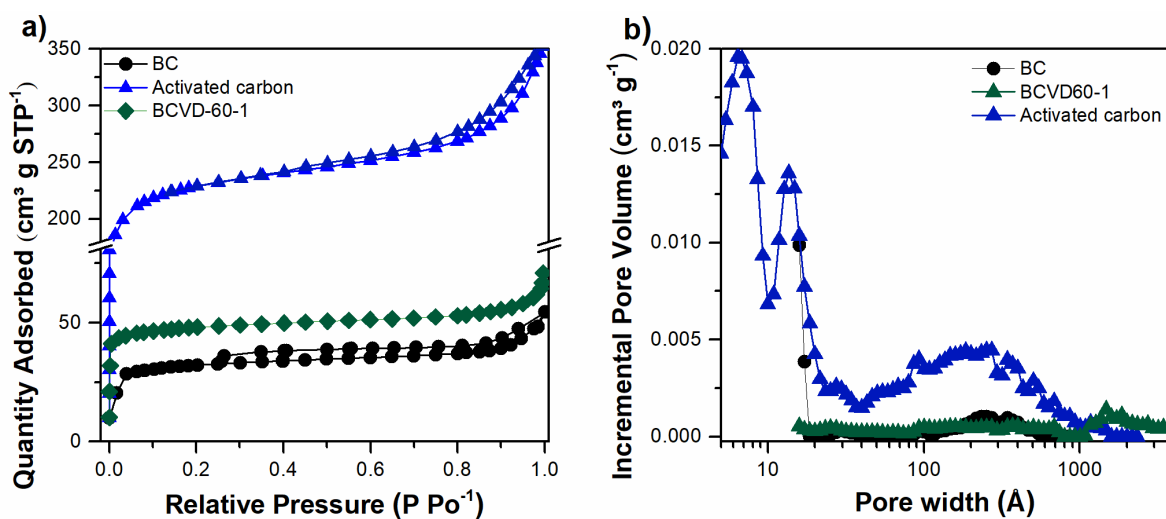 a)
Quantity Adsorbed (cm³ g STP⁻¹)
350
300
250
200
50
0
BC
Activated carbon
BCVD-60-1
0.0
0.2
0.4
0.6
0.8
1.0
Relative Pressure (P Po⁻¹)
b)
Incremental Pore Volume (cm³ g⁻¹)
0.020
0.015
0.010
0.005
0.000
BC
BCVD60-1
Activated carbon
10
100
1000
Pore width (Å)